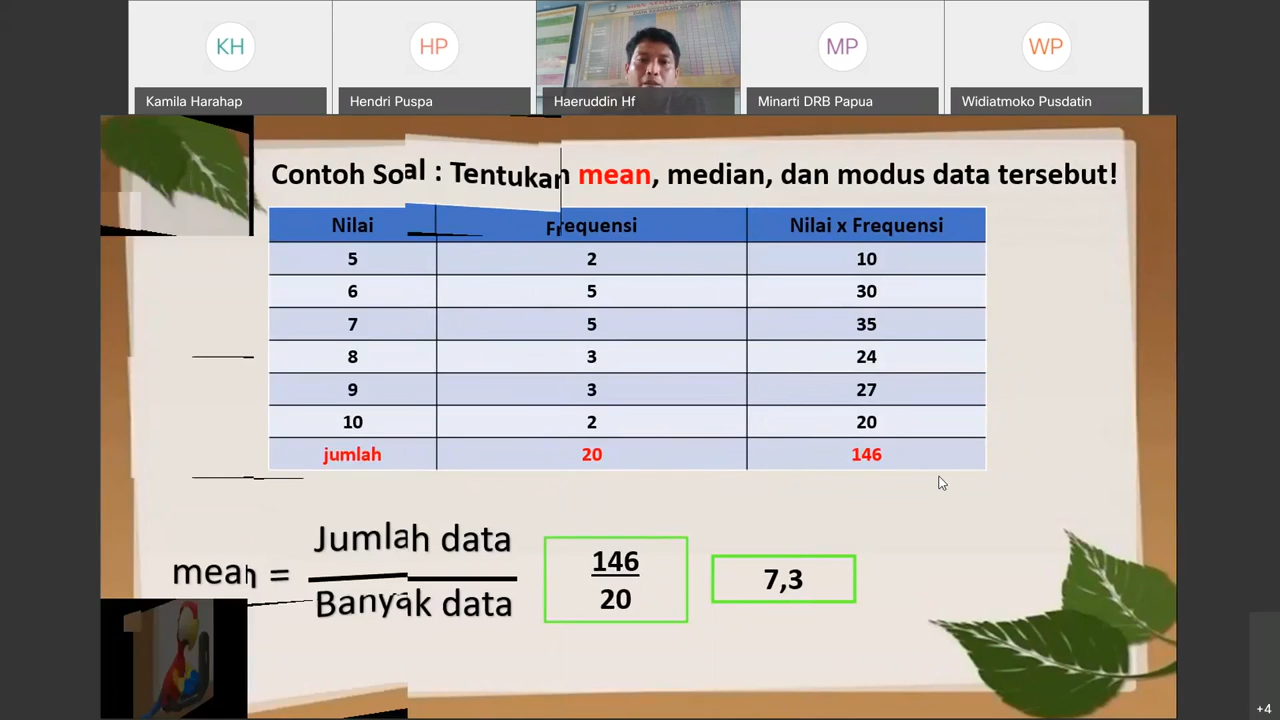 KH
HP
MP
WP
Kamila Harahap
Hendri Puspa
Haeruddin Hf
Minarti DRB Papua
Widiatmoko Pusdatin
Contoh Soal : Tentukan mean, median, dan modus data tersebut!
Nilai Frequensi Nilai x Frequensi
5 2 10
6 5 30
7 5 35
8 3 24
9 3 27
10 2 20
jumlah 20 146
Jumlah data
mean =
Banyak data
146
20
7,3
+4